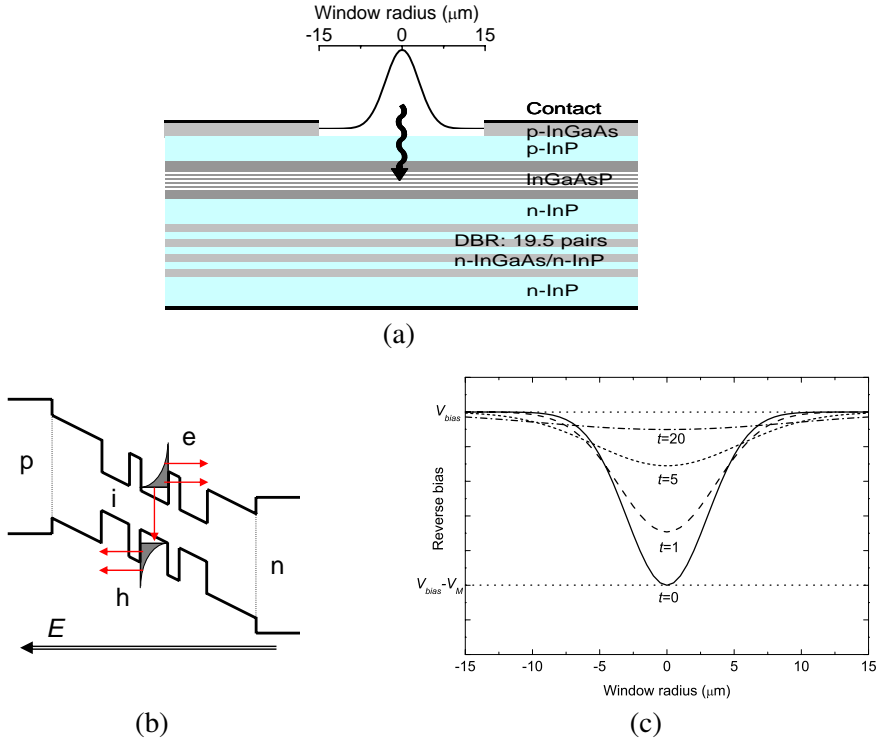 Window radius (μm)
-15 0 15
Contact
p-InGaAs
p-InP
InGaAsP
n-InP
DBR: 19.5 pairs
n-InGaAs/n-InP
n-InP
(a)
p
i
e
h
n
E
(b)
Reverse bias
V_bias
V_bias-V_M
t=20
t=5
t=1
t=0
-15 -10 -5 0 5 10 15
Window radius (μm)
(c)